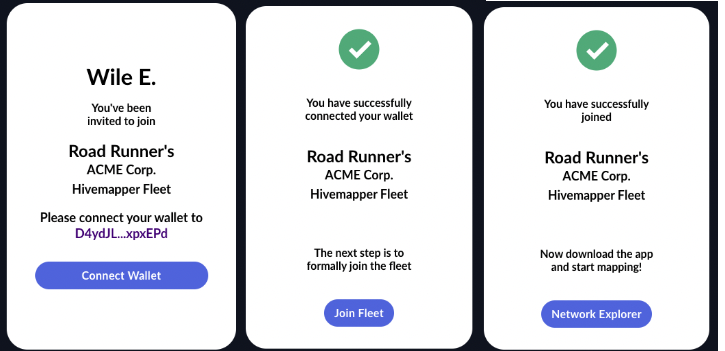 Wile E.
You've been
invited to join
Road Runner's
ACME Corp.
Hivemapper Fleet
Please connect your wallet to
D4ydJL...xpxEPd
Connect Wallet
You have successfully
connected your wallet
Road Runner's
ACME Corp.
Hivemapper Fleet
The next step is to
formally join the fleet
Join Fleet
You have successfully
joined
Road Runner's
ACME Corp.
Hivemapper Fleet
Now download the app
and start mapping!
Network Explorer